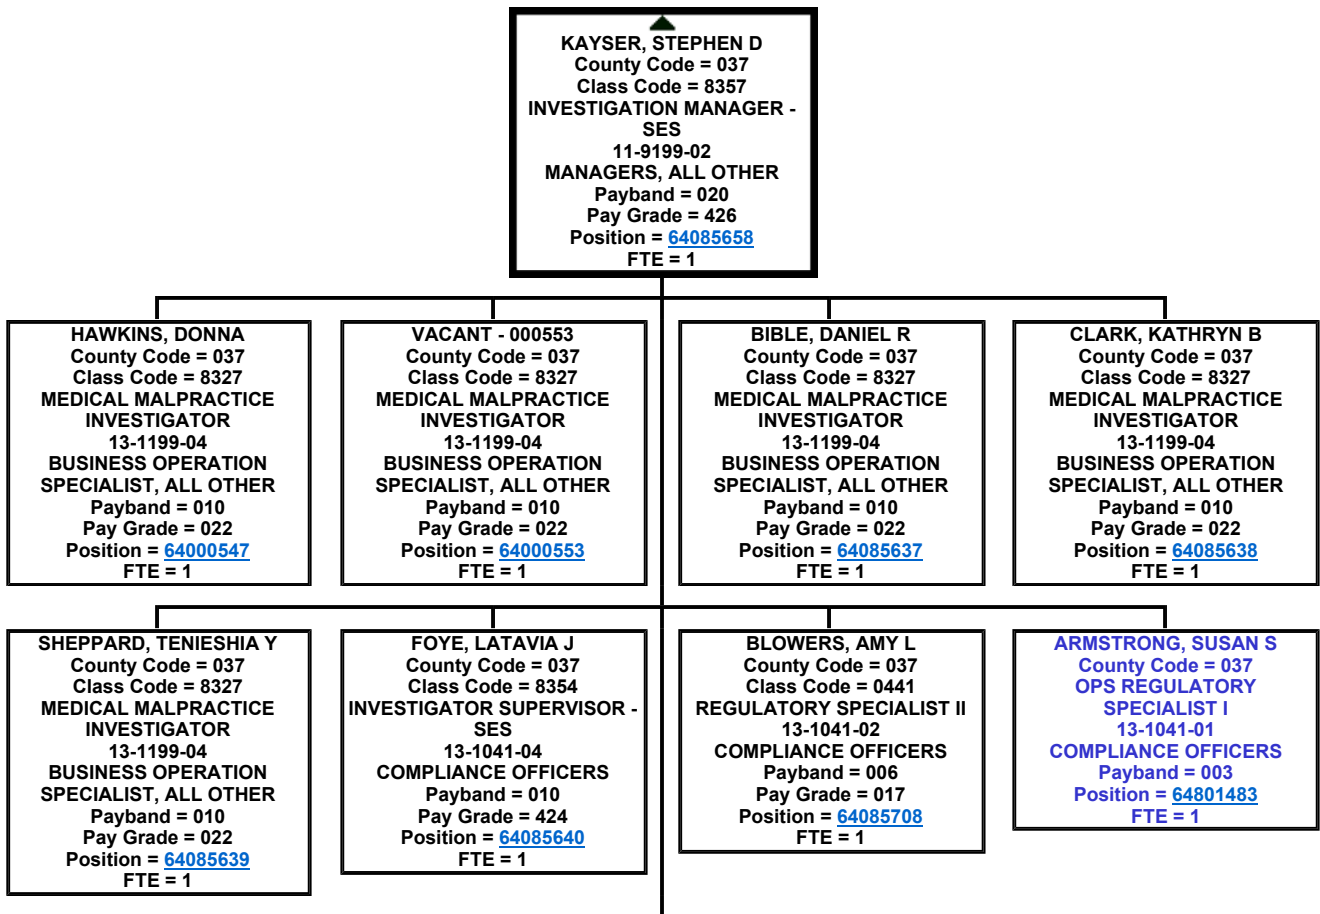 KAYSER, STEPHEN D
County Code = 037
Class Code = 8357
INVESTIGATION MANAGER -
SES
11-9199-02
MANAGERS, ALL OTHER
Payband = 020
Pay Grade = 426
Position = 64085658
FTE = 1
HAWKINS, DONNA
County Code = 037
Class Code = 8327
MEDICAL MALPRACTICE
INVESTIGATOR
13-1199-04
BUSINESS OPERATION
SPECIALIST, ALL OTHER
Payband = 010
Pay Grade = 022
Position = 64000547
FTE = 1
VACANT - 000553
County Code = 037
Class Code = 8327
MEDICAL MALPRACTICE
INVESTIGATOR
13-1199-04
BUSINESS OPERATION
SPECIALIST, ALL OTHER
Payband = 010
Pay Grade = 022
Position = 64000553
FTE = 1
BIBLE, DANIEL R
County Code = 037
Class Code = 8327
MEDICAL MALPRACTICE
INVESTIGATOR
13-1199-04
BUSINESS OPERATION
SPECIALIST, ALL OTHER
Payband = 010
Pay Grade = 022
Position = 64085637
FTE = 1
CLARK, KATHRYN B
County Code = 037
Class Code = 8327
MEDICAL MALPRACTICE
INVESTIGATOR
13-1199-04
BUSINESS OPERATION
SPECIALIST, ALL OTHER
Payband = 010
Pay Grade = 022
Position = 64085638
FTE = 1
SHEPPARD, TENIESHIA Y
County Code = 037
Class Code = 8327
MEDICAL MALPRACTICE
INVESTIGATOR
13-1199-04
BUSINESS OPERATION
SPECIALIST, ALL OTHER
Payband = 010
Pay Grade = 022
Position = 64085639
FTE = 1
FOYE, LATAVIA J
County Code = 037
Class Code = 8354
INVESTIGATOR SUPERVISOR -
SES
13-1041-04
COMPLIANCE OFFICERS
Payband = 010
Pay Grade = 424
Position = 64085640
FTE = 1
BLOWERS, AMY L
County Code = 037
Class Code = 0441
REGULATORY SPECIALIST II
13-1041-02
COMPLIANCE OFFICERS
Payband = 006
Pay Grade = 017
Position = 64085708
FTE = 1
ARMSTRONG, SUSAN S
County Code = 037
OPS REGULATORY
SPECIALIST I
13-1041-01
COMPLIANCE OFFICERS
Payband = 003
Position = 64801483
FTE = 1